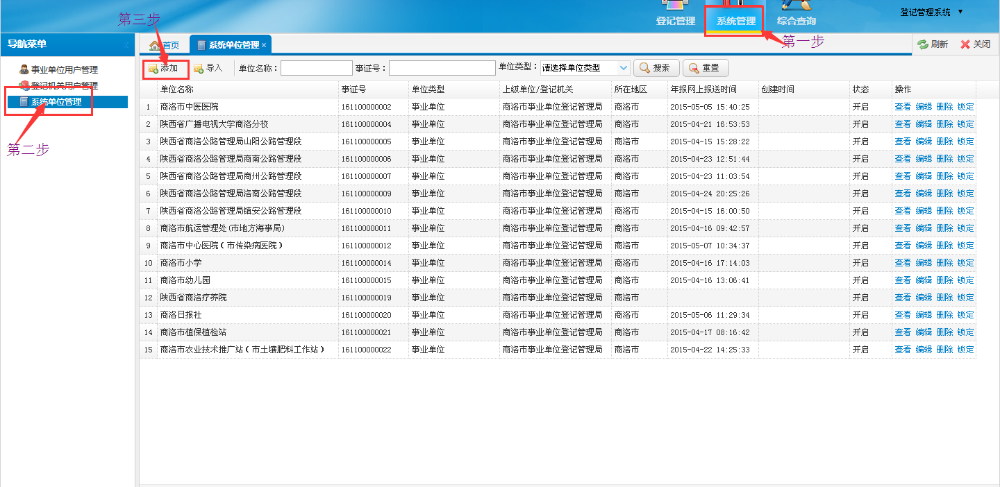 第三步
登记管理 系统管理 综合查询 登记管理系统
第一步
导航菜单
首页 系统单位管理 刷新 关闭
事业单位用户管理
登记机关用户管理
系统单位管理
第二步
添加 导入 单位名称： 事证号： 单位类型： 请选择单位类型 搜索 重置
单位名称 事证号 单位类型 上级单位/登记机关 所在地区 年报网上报送时间 创建时间 状态 操作
1 商洛市中医医院 161100000002 事业单位 商洛市事业单位登记管理局 商洛市 2015-05-05 15:40:25 开启 查看 编辑 删除 锁定
2 陕西省广播电视大学商洛分校 161100000004 事业单位 商洛市事业单位登记管理局 商洛市 2015-04-21 16:53:53 开启 查看 编辑 删除 锁定
3 陕西省商洛公路管理局山阳公路管理段 161100000005 事业单位 商洛市事业单位登记管理局 商洛市 2015-04-15 15:28:22 开启 查看 编辑 删除 锁定
4 陕西省商洛公路管理局商南公路管理段 161100000006 事业单位 商洛市事业单位登记管理局 商洛市 2015-04-23 12:51:44 开启 查看 编辑 删除 锁定
5 陕西省商洛公路管理局商州公路管理段 161100000007 事业单位 商洛市事业单位登记管理局 商洛市 2015-04-23 11:03:54 开启 查看 编辑 删除 锁定
6 陕西省商洛公路管理局洛南公路管理段 161100000009 事业单位 商洛市事业单位登记管理局 商洛市 2015-04-24 20:25:26 开启 查看 编辑 删除 锁定
7 陕西省商洛公路管理局镇安公路管理段 161100000010 事业单位 商洛市事业单位登记管理局 商洛市 2015-04-15 16:00:50 开启 查看 编辑 删除 锁定
8 商洛市航运管理处(市地方海事局) 161100000011 事业单位 商洛市事业单位登记管理局 商洛市 2015-04-16 09:42:57 开启 查看 编辑 删除 锁定
9 商洛市中心医院（市传染病医院） 161100000012 事业单位 商洛市事业单位登记管理局 商洛市 2015-05-07 10:34:37 开启 查看 编辑 删除 锁定
10 商洛市小学 161100000014 事业单位 商洛市事业单位登记管理局 商洛市 2015-04-16 17:14:03 开启 查看 编辑 删除 锁定
11 商洛市幼儿园 161100000015 事业单位 商洛市事业单位登记管理局 商洛市 2015-04-16 13:06:41 开启 查看 编辑 删除 锁定
12 陕西省商洛疗养院 161100000019 事业单位 商洛市事业单位登记管理局 商洛市 开启 查看 编辑 删除 锁定
13 商洛日报社 161100000020 事业单位 商洛市事业单位登记管理局 商洛市 2015-05-06 11:29:34 开启 查看 编辑 删除 锁定
14 商洛市植保植检站 161100000021 事业单位 商洛市事业单位登记管理局 商洛市 2015-04-17 08:16:42 开启 查看 编辑 删除 锁定
15 商洛市农业技术推广站（市土壤肥料工作站） 161100000022 事业单位 商洛市事业单位登记管理局 商洛市 2015-04-22 14:25:33 开启 查看 编辑 删除 锁定